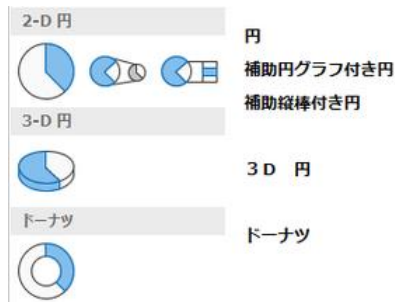 2-D 円
円
補助円グラフ付き円
補助縦棒付き円
3-D 円
３Ｄ　円
ドーナツ
ドーナツ